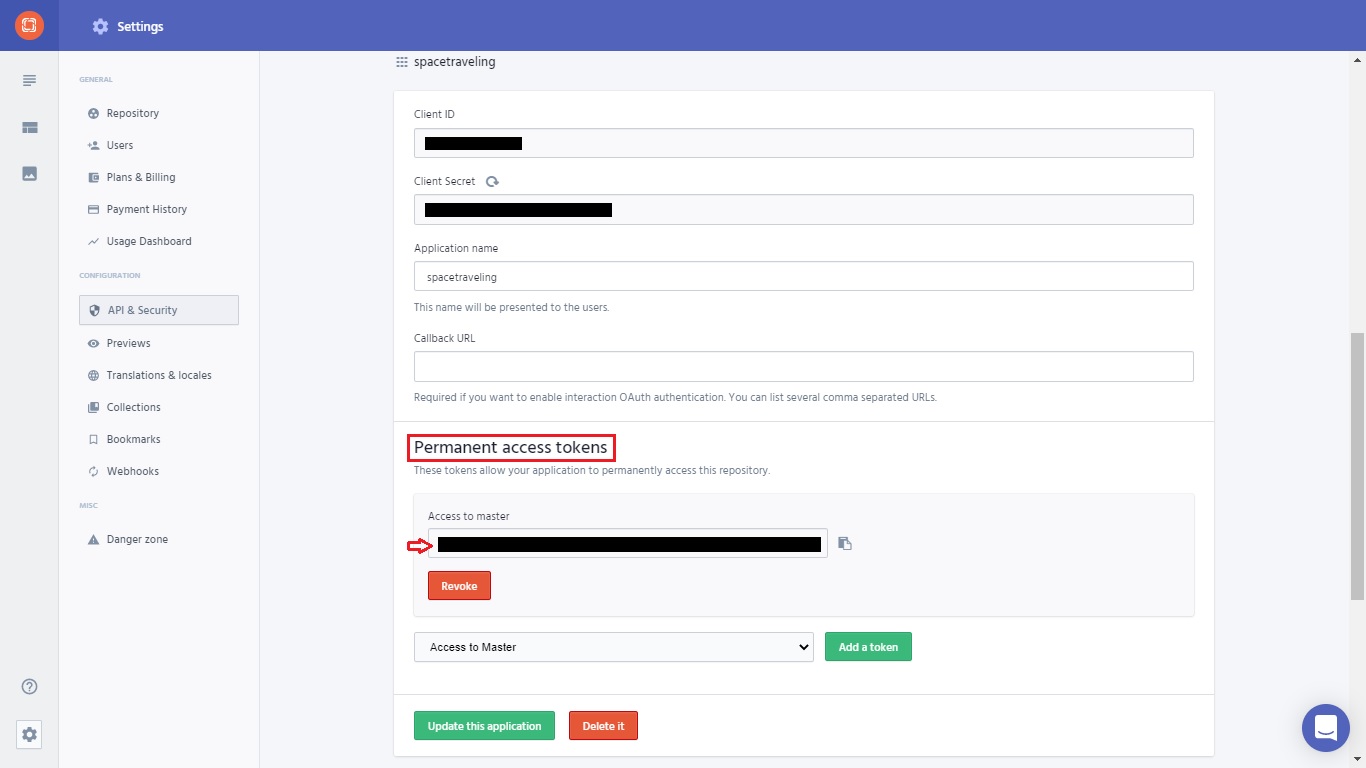 Settings
GENERAL
Repository
Users
Plans & Billing
Payment History
Usage Dashboard
CONFIGURATION
API & Security
Previews
Translations & locales
Collections
Bookmarks
Webhooks
MISC
Danger zone
spacetraveling
Client ID
Client Secret
Application name
spacetraveling
This name will be presented to the users.
Callback URL
Required if you want to enable interaction OAuth authentication. You can list several comma separated URLs.
Permanent access tokens
These tokens allow your application to permanently access this repository.
Access to master
Revoke
Access to Master
Add a token
Update this application
Delete it